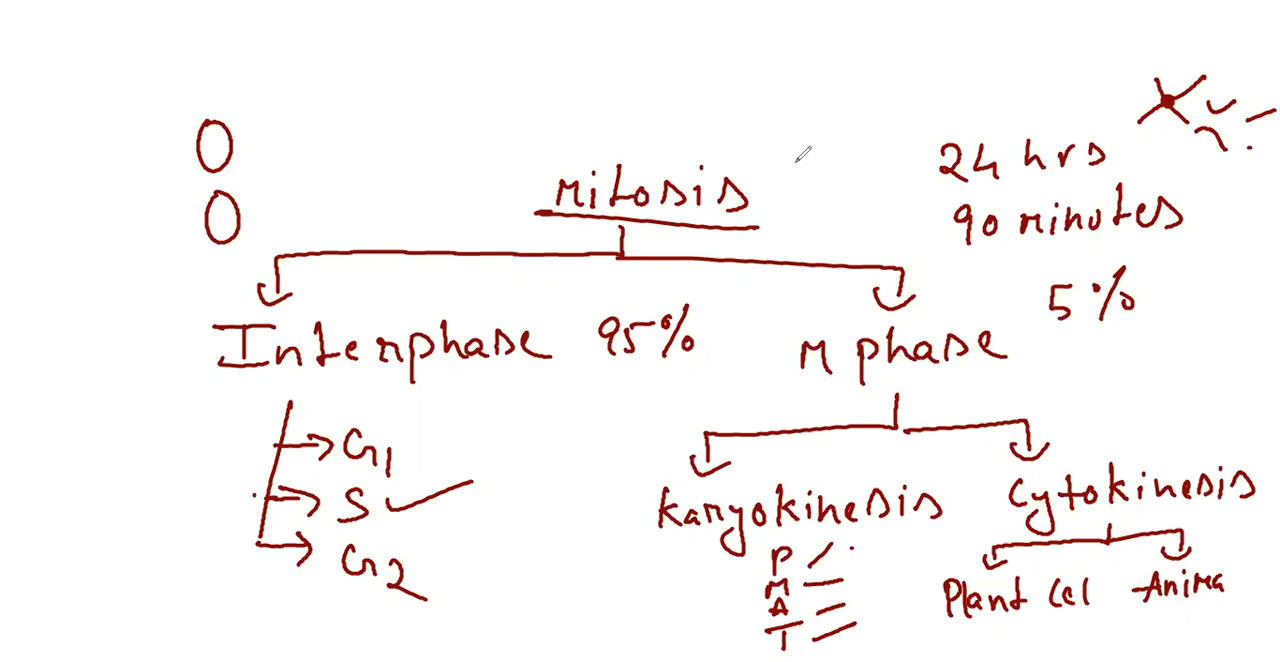 24 hrs
Mitosis
90 minutes
5%
Interphase 95%
M phase
G1
S
G2
Karyokinesis
Cytokinesis
P
M
A
T
Plant Cel
Anima